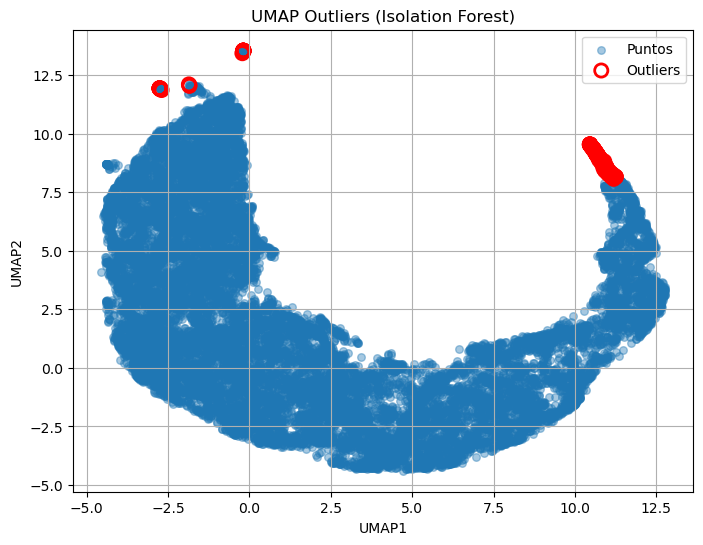 UMAP Outliers (Isolation Forest)
Puntos
Outliers
12.5
10.0
7.5
5.0
2.5
0.0
−2.5
−5.0
UMAP2
−5.0 −2.5 0.0 2.5 5.0 7.5 10.0 12.5
UMAP1